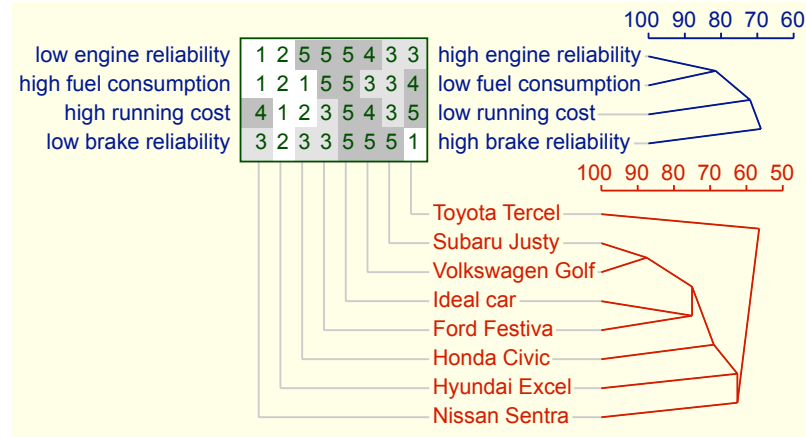 100 90 80 70 60
low engine reliability 1 2 5 5 5 4 3 3 high engine reliability
high fuel consumption 1 2 1 5 5 3 3 4 low fuel consumption
high running cost 4 1 2 3 5 4 3 5 low running cost
low brake reliability 3 2 3 3 5 5 5 1 high brake reliability
100 90 80 70 60 50
Toyota Tercel
Subaru Justy
Volkswagen Golf
Ideal car
Ford Festiva
Honda Civic
Hyundai Excel
Nissan Sentra